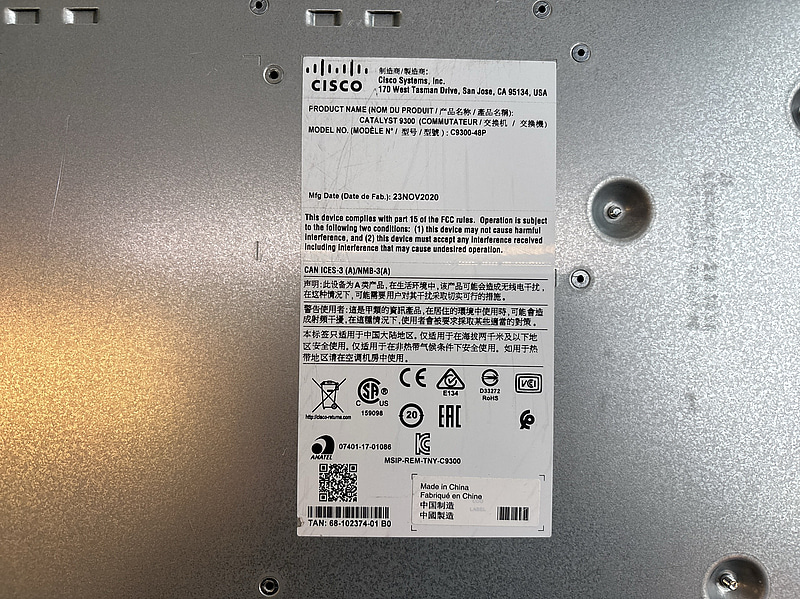 CISCO
制造商/製造商:
Cisco Systems, Inc.
170 West Tasman Drive, San Jose, CA 95134, USA
PRODUCT NAME (NOM DU PRODUIT / 产品名称 / 產品名稱):
CATALYST 9300 (COMMUTATEUR / 交换机 / 交換機)
MODEL NO. (MODÈLE N° / 型号 / 型號) : C9300-48P
Mfg Date (Date de Fab.): 23NOV2020
This device complies with part 15 of the FCC rules. Operation is subject
to the following two conditions: (1) this device may not cause harmful
interference, and (2) this device must accept any interference received
including interference that may cause undesired operation.
CAN ICES-3 (A)/NMB-3(A)
声明:此设备为A类产品, 在生活环境中, 该产品可能会造成无线电干扰,
在这种情况下, 可能需要用户对其干扰采取切实可行的措施。
警告使用者: 這是甲類的資訊產品, 在居住的環境中使用時, 可能會造
成射頻干擾, 在這種情況下, 使用者會被要求採取某些適當的對策。
本标签只适用于中国大陆地区。仅适用于在海拔两千米及以下地
区安全使用。仅适用于在非热带气候条件下安全使用。如用于热
带地区请在空调机房中使用。
http://cisco-returns.com
C US
159098
CE
E134
D33272
RoHS
VCI
20
EAC
ANATEL
07401-17-01086
KC
MSIP-REM-TNY-C9300
TAN: 68-102374-01 B0
Made in China
Fabriqué en Chine
中国制造
中國製造
LABEL